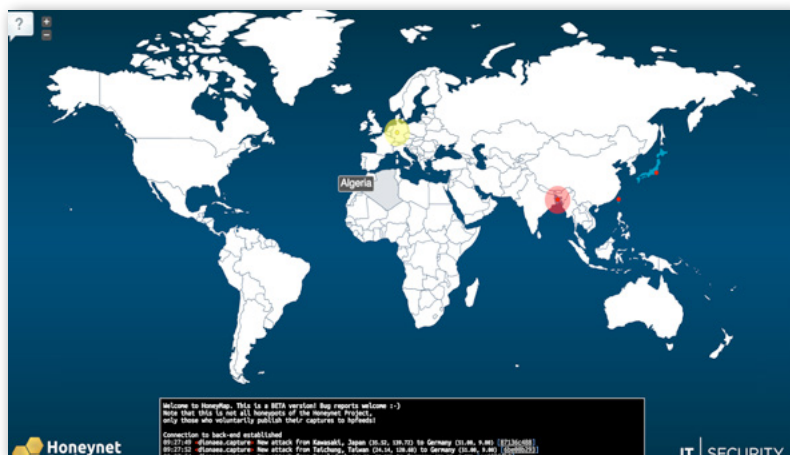 ?
+
−
Algeria
Welcome to HoneyMap. This is a BETA version! Bug reports welcome :-)
Note that this is not all honeypots of the Honeynet Project,
only those who voluntarily publish their captures to hpfeeds!
Connection to back-end established
09:27:49 <dionaea.capture> New attack from Kawasaki, Japan (35.52, 139.72) to Germany (51.00, 9.00)
09:27:52 <dionaea.capture> New attack from Taichung, Taiwan (24.14, 120.68) to Germany (51.00, 9.00)
Honeynet
IT | SECURITY